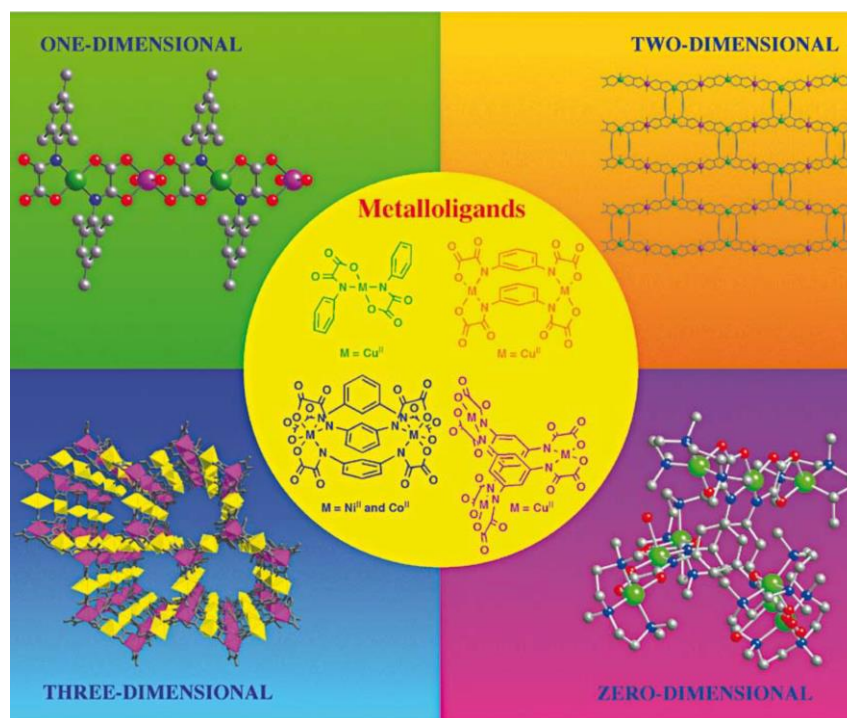 ONE-DIMENSIONAL
TWO-DIMENSIONAL
Metalloligands
M = Cu^II
M = Cu^II
M = Ni^II and Co^II
M = Cu^II
THREE-DIMENSIONAL
ZERO-DIMENSIONAL